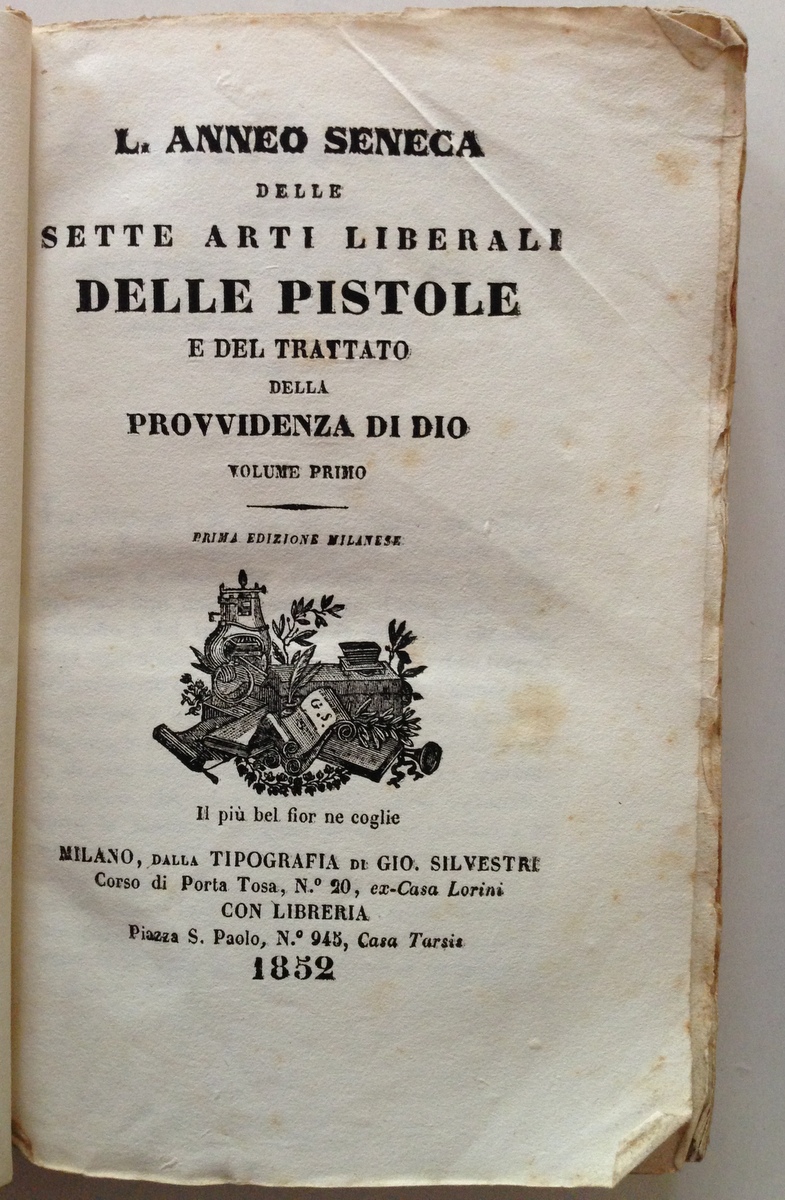 L. ANNEO SENECA
DELLE
SETTE ARTI LIBERALI
DELLE PISTOLE
E DEL TRATTATO
DELLA
PROVVIDENZA DI DIO
VOLUME PRIMO
PRIMA EDIZIONE MILANESE
G. S.
Il più bel fior ne coglie
MILANO, DALLA TIPOGRAFIA DI GIO. SILVESTRI
Corso di Porta Tosa, N.º 20, ex-Casa Lorini
CON LIBRERIA
Piazza S. Paolo, N.º 945, Casa Tarsis
1852